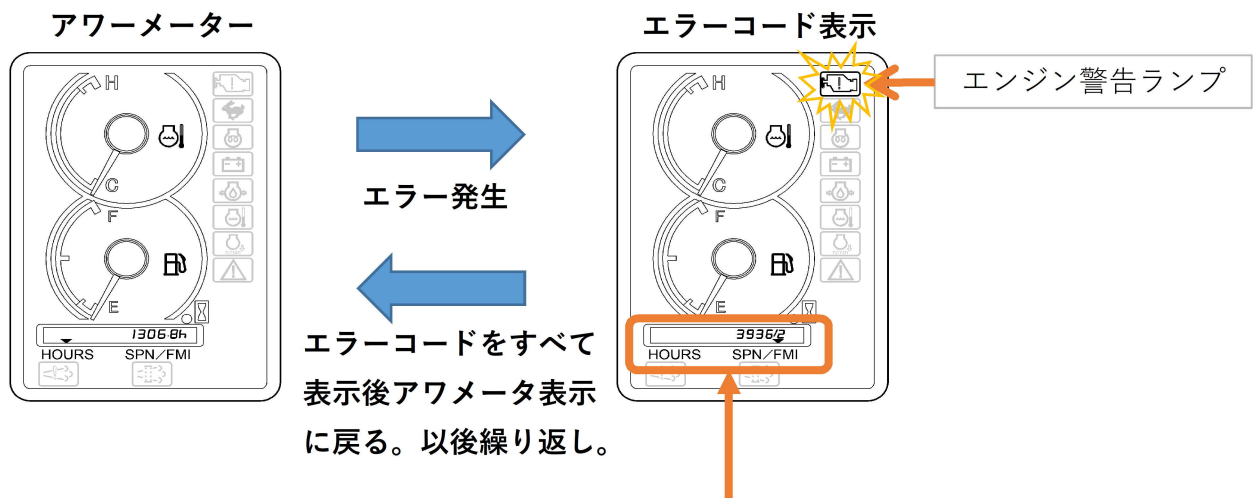 アワーメーター
エラーコード表示
エンジン警告ランプ
エラー発生
エラーコードをすべて
表示後アワメータ表示
に戻る。以後繰り返し。
H
C
F
E
1306.8h
HOURS SPN/FMI
H
C
F
E
3936/2
HOURS SPN/FMI